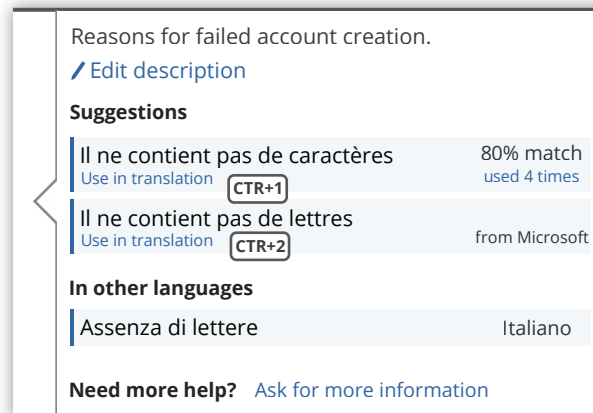 Reasons for failed account creation.
Edit description
Suggestions
Il ne contient pas de caractères 80% match
Use in translation CTR+1 used 4 times
Il ne contient pas de lettres
Use in translation CTR+2 from Microsoft
In other languages
Assenza di lettere Italiano
Need more help? Ask for more information